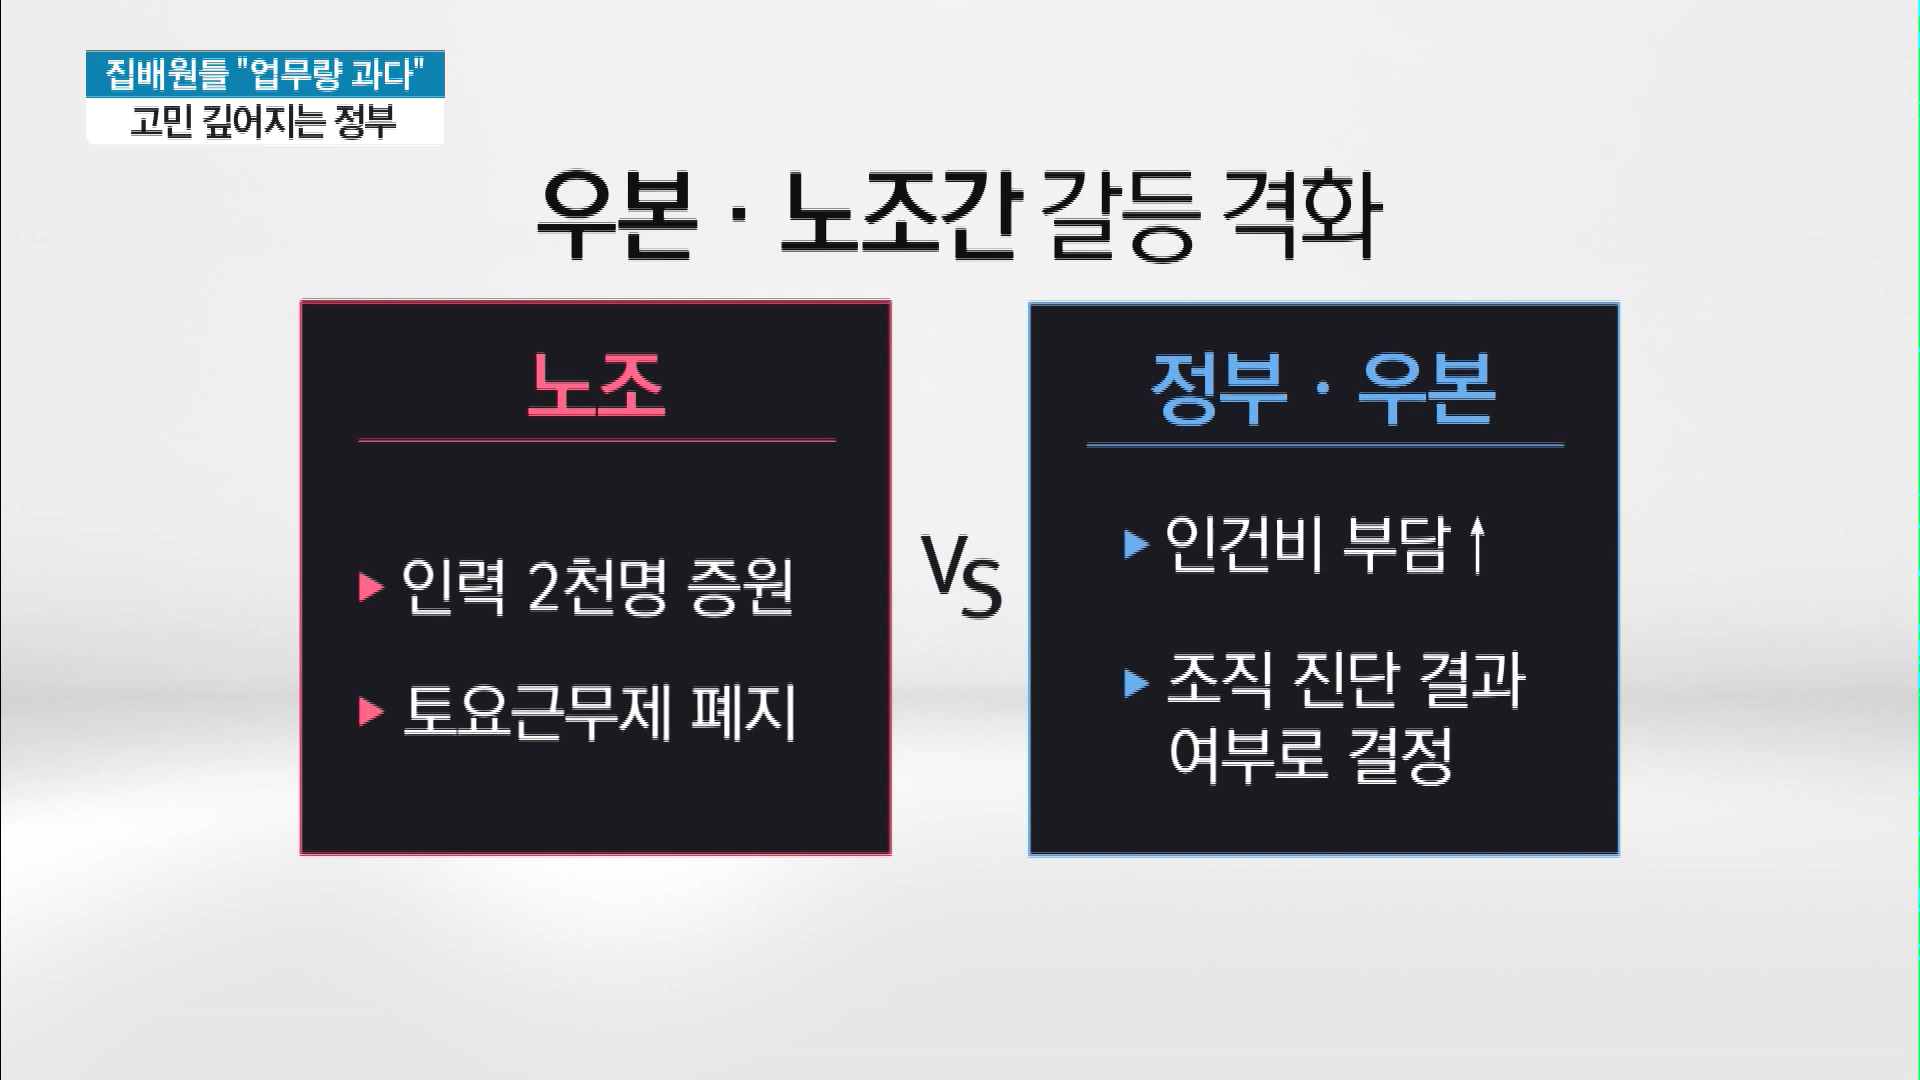 집배원들 "업무량 과다"
고민 깊어지는 정부
우본 · 노조간 갈등 격화
노조
▶ 인력 2천명 증원
▶ 토요근무제 폐지
VS
정부 · 우본
▶ 인건비 부담↑
▶ 조직 진단 결과
여부로 결정